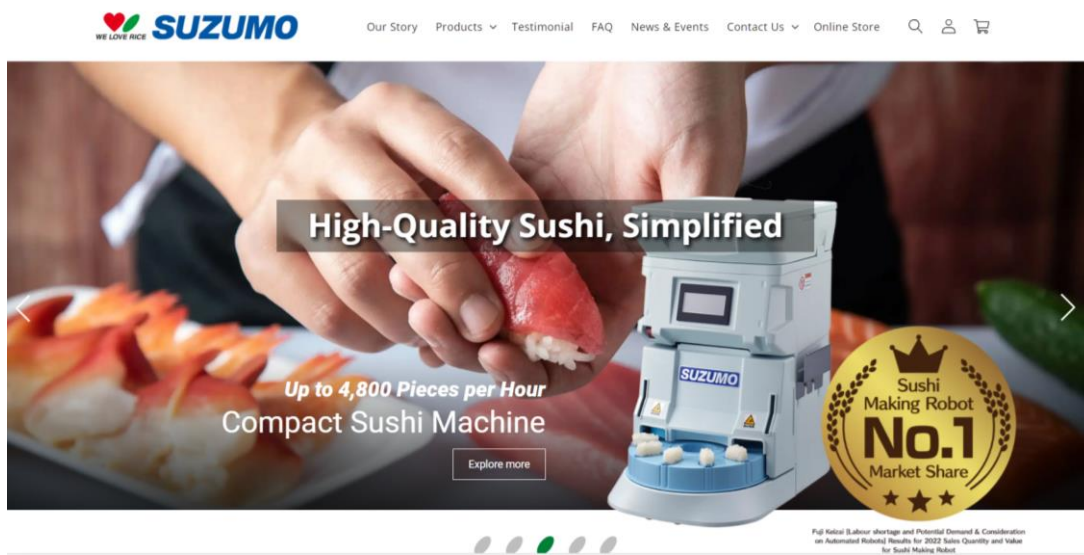 WE LOVE RICE SUZUMO
Our Story Products Testimonial FAQ News & Events Contact Us Online Store
High-Quality Sushi, Simplified
Up to 4,800 Pieces per Hour
Compact Sushi Machine
Explore more
SUZUMO
Sushi
Making Robot
No.1
Market Share
Fuji Keizai [Labour shortage and Potential Demand & Consideration
on Automated Robots] Results for 2022 Sales Quantity and Value
for Sushi Making Robot